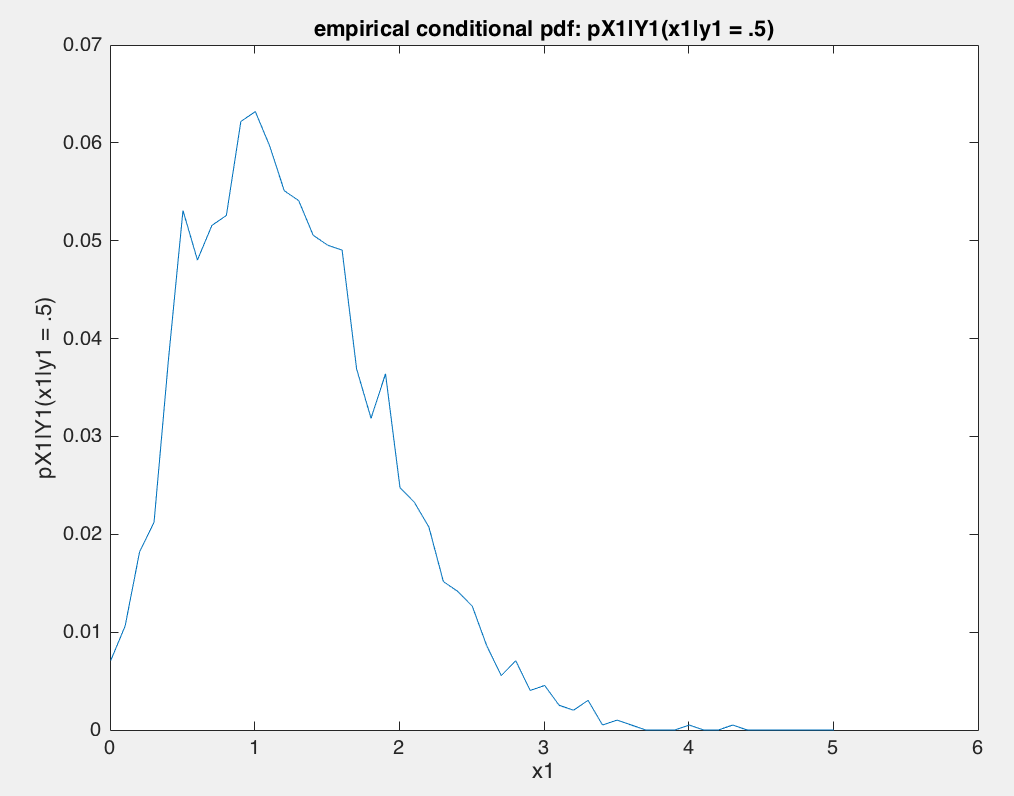 empirical conditional pdf: pX1|Y1(x1|y1 = .5)
0.07
0.06
0.05
0.04
0.03
0.02
0.01
0
pX1|Y1(x1|y1 = .5)
0 1 2 3 4 5 6
x1